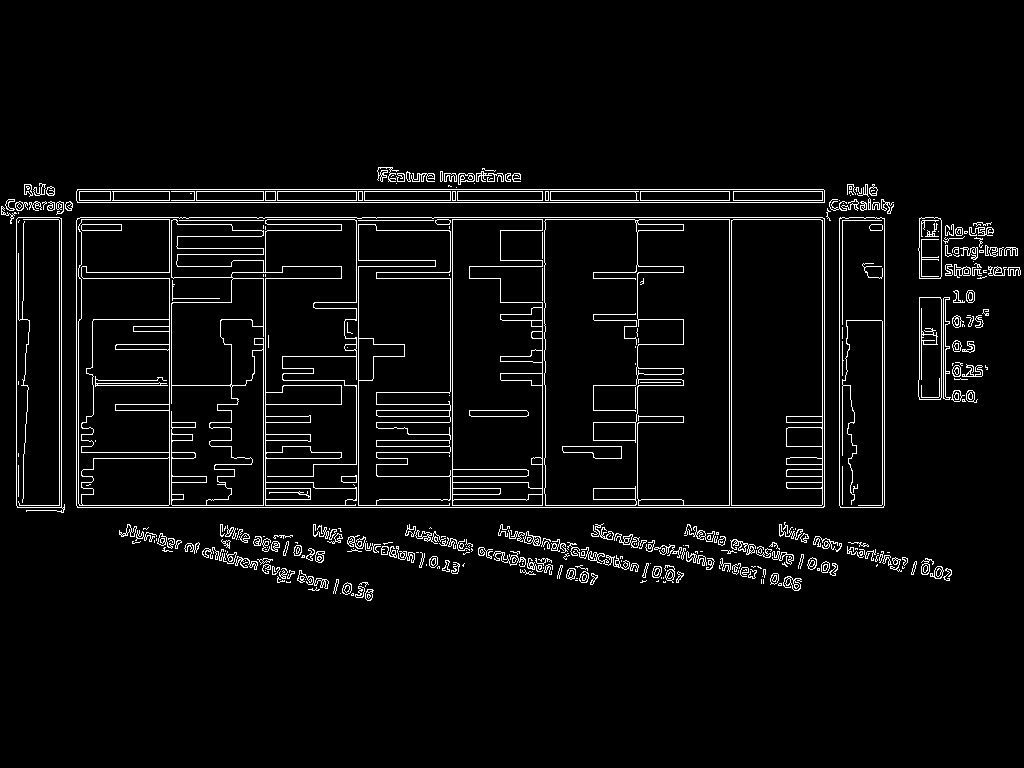 Feature Importance
Rule
Coverage
Rule
Certainty
No-use
Long-term
Short-term
1.0
0.75
0.5
0.25
0.0
Number of children ever born | 0.36
Wife age | 0.26
Wife education | 0.13
Husbands occupation | 0.07
Husbands education | 0.07
Standard-of-living index | 0.06
Media exposure | 0.02
Wife now working? | 0.02